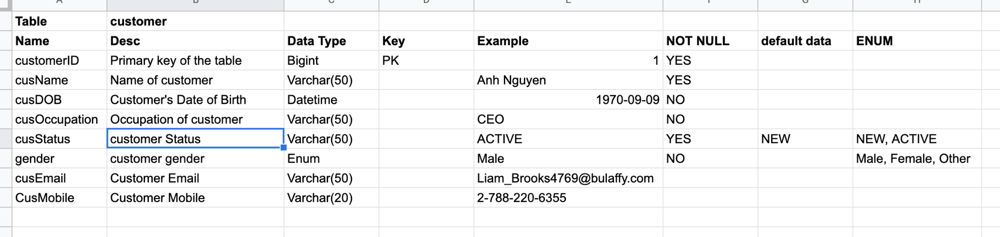 A B C D E F G H
Table customer
Name Desc Data Type Key Example NOT NULL default data ENUM
customerID Primary key of the table Bigint PK 1 YES
cusName Name of customer Varchar(50) Anh Nguyen YES
cusDOB Customer's Date of Birth Datetime 1970-09-09 NO
cusOccupation Occupation of customer Varchar(50) CEO NO
cusStatus customer Status Varchar(50) ACTIVE YES NEW NEW, ACTIVE
gender customer gender Enum Male NO Male, Female, Other
cusEmail Customer Email Varchar(50) Liam_Brooks4769@bulaffy.com
CusMobile Customer Mobile Varchar(20) 2-788-220-6355